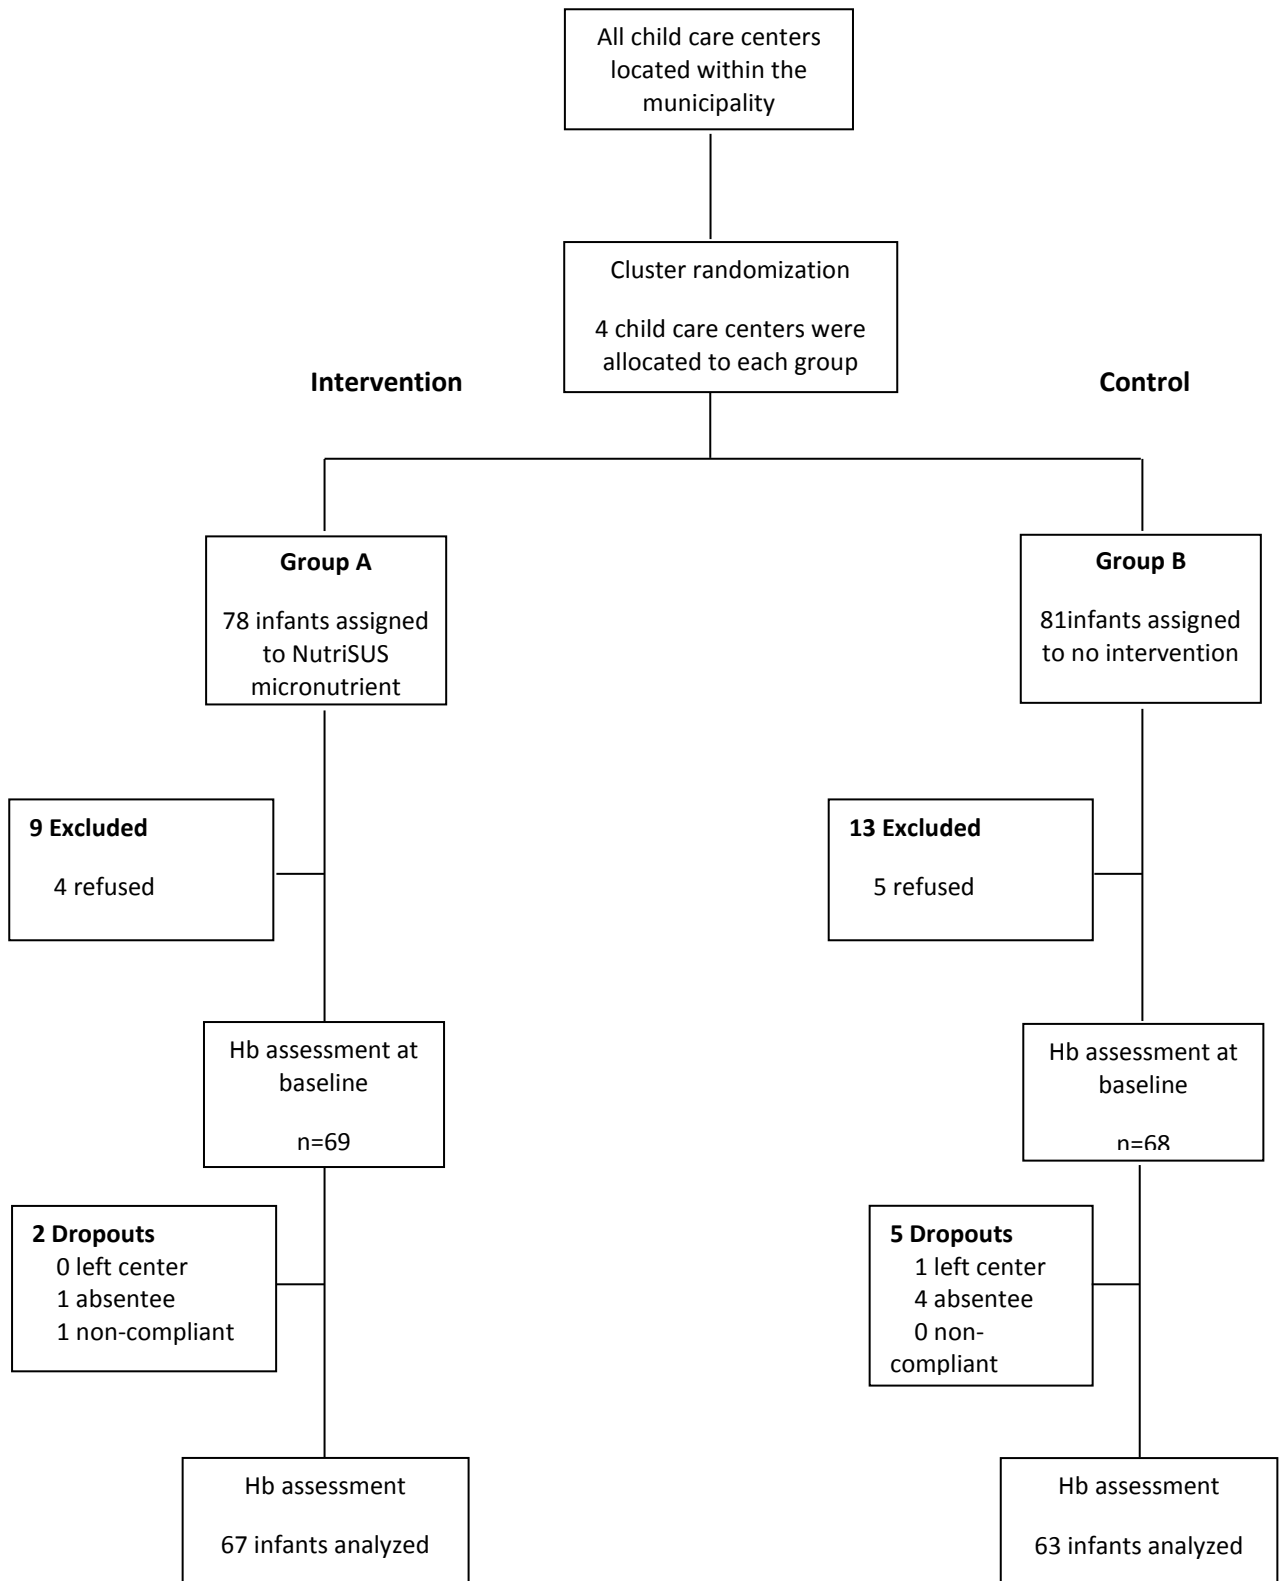 All child care centers
located within the
municipality
Cluster randomization
4 child care centers were
allocated to each group
Intervention
Control
Group A
78 infants assigned
to NutriSUS
micronutrient
Group B
81infants assigned
to no intervention
9 Excluded
4 refused
13 Excluded
5 refused
Hb assessment at
baseline
n=69
Hb assessment at
baseline
n=68
2 Dropouts
0 left center
1 absentee
1 non-compliant
5 Dropouts
1 left center
4 absentee
0 non-
compliant
Hb assessment
67 infants analyzed
Hb assessment
63 infants analyzed